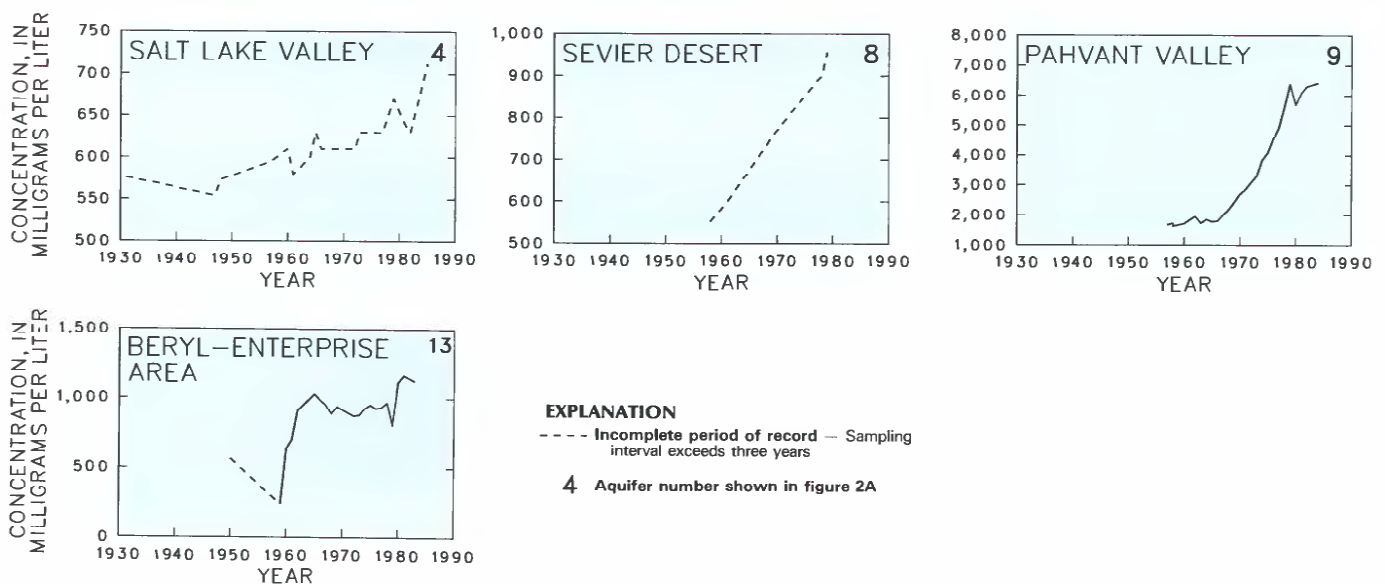 CONCENTRATION, IN
MILLIGRAMS PER LITER
750
700
650
600
550
500
SALT LAKE VALLEY 4
1930 1940 1950 1960 1970 1980 1990
YEAR
1,000
900
800
700
600
500
SEVIER DESERT 8
1930 1940 1950 1960 1970 1980 1990
YEAR
8,000
7,000
6,000
5,000
4,000
3,000
2,000
1,000
PAHVANT VALLEY 9
1930 1940 1950 1960 1970 1980 1990
YEAR
CONCENTRATION, IN
MILLIGRAMS PER LITER
1,500
1,000
500
0
BERYL-ENTERPRISE 13
AREA
1930 1940 1950 1960 1970 1980 1990
YEAR
EXPLANATION
---- Incomplete period of record — Sampling
interval exceeds three years
4 Aquifer number shown in figure 2A